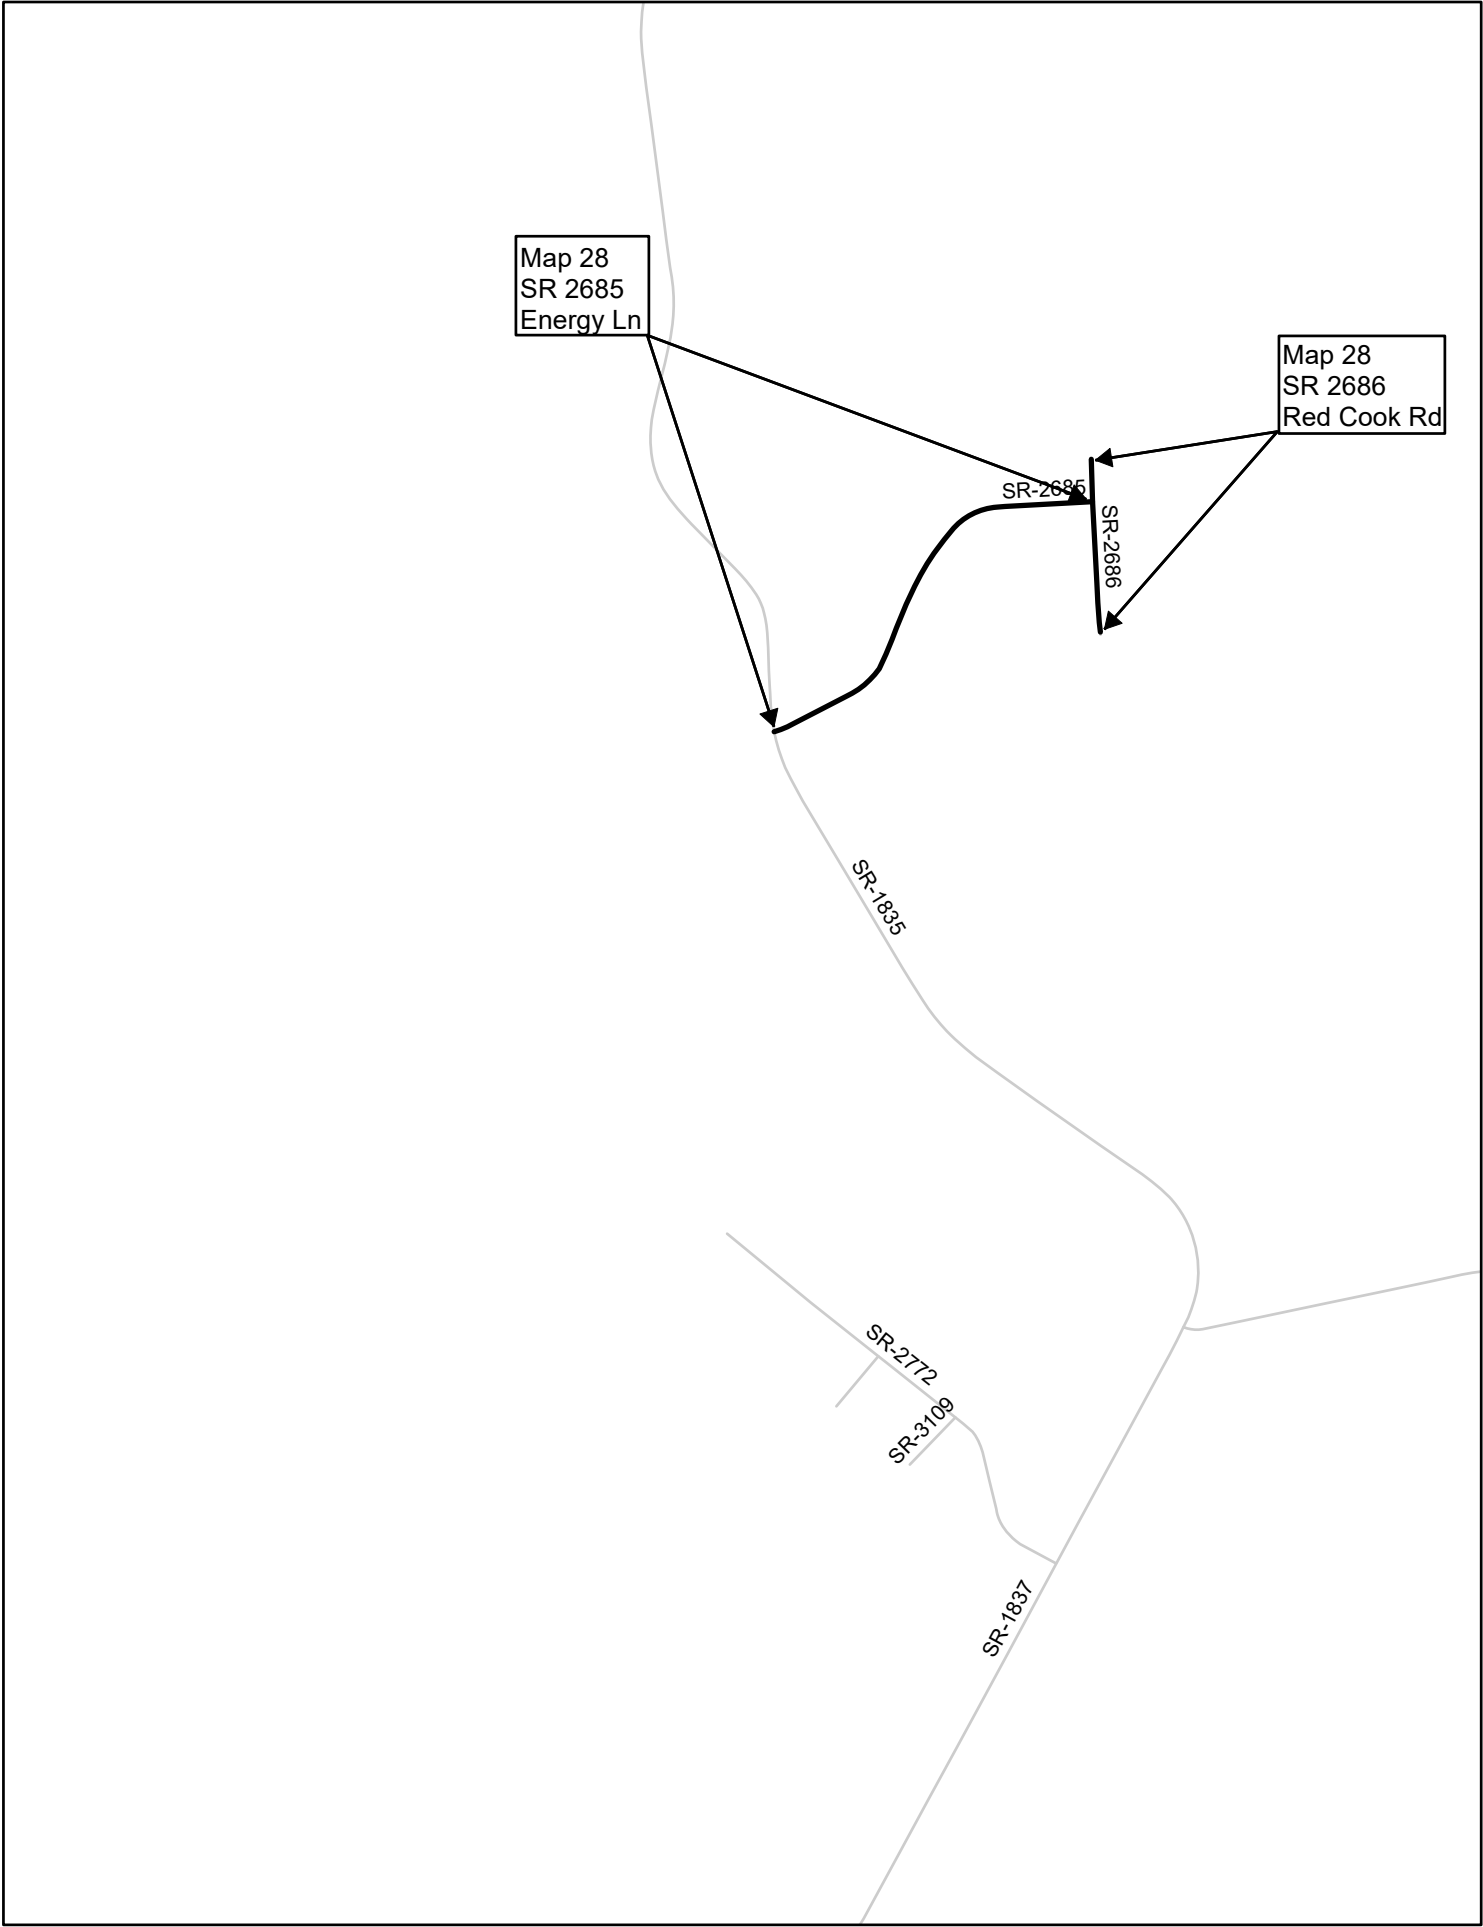 Map 28
SR 2685
Energy Ln
Map 28
SR 2686
Red Cook Rd
SR-2685
SR-2686
SR-1835
SR-2772
SR-3109
SR-1837